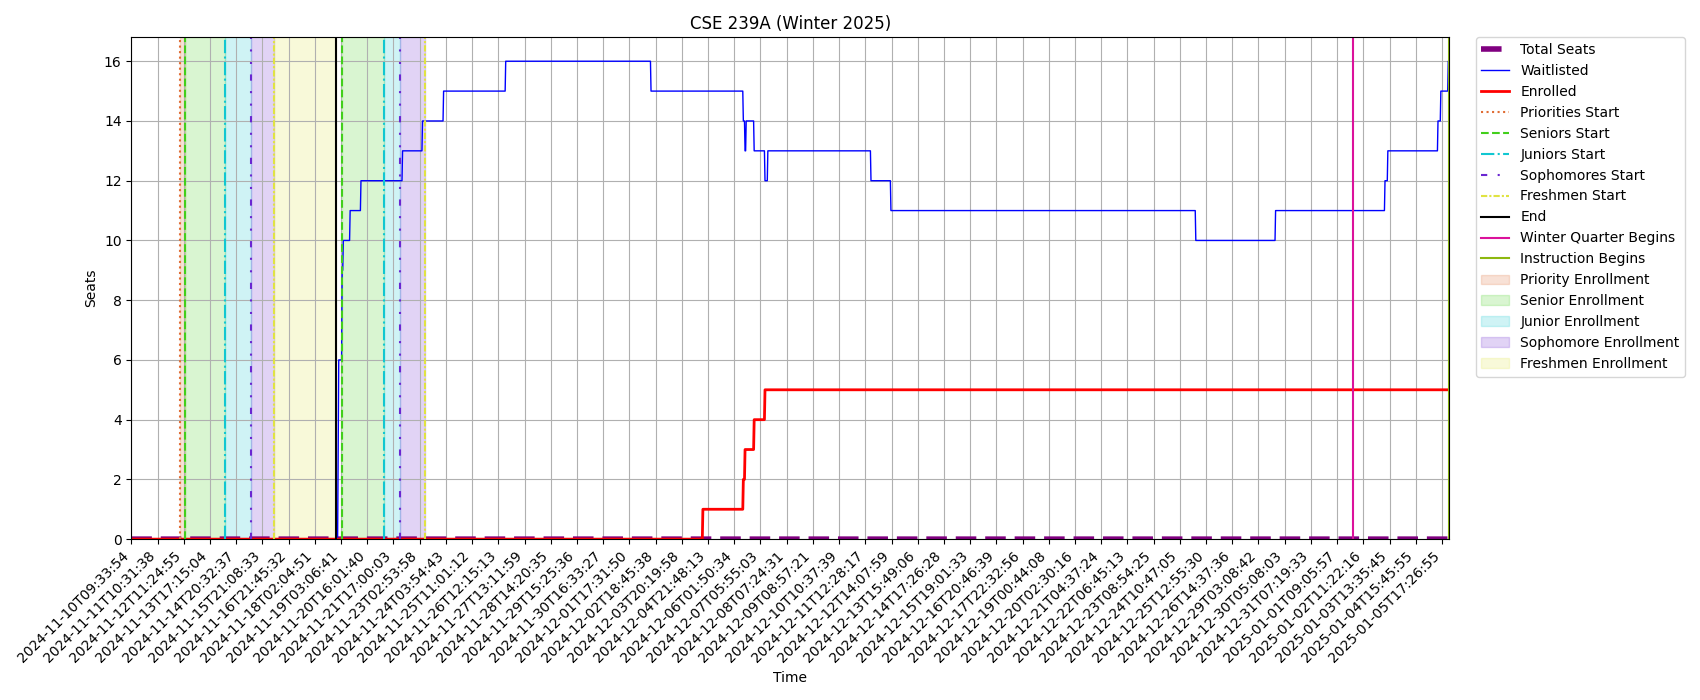 CSE 239A (Winter 2025)
Seats
16
14
12
10
8
6
4
2
0
2024-11-10T09:33:54
2024-11-11T10:31:38
2024-11-12T11:24:55
2024-11-13T17:15:04
2024-11-14T20:32:37
2024-11-15T21:08:33
2024-11-16T21:45:32
2024-11-18T02:04:51
2024-11-19T03:06:41
2024-11-20T16:01:40
2024-11-21T17:00:03
2024-11-23T02:53:58
2024-11-24T03:54:43
2024-11-25T11:01:12
2024-11-26T12:15:13
2024-11-27T13:11:59
2024-11-28T14:20:35
2024-11-29T15:25:36
2024-11-30T16:33:27
2024-12-01T17:31:50
2024-12-02T18:45:38
2024-12-03T20:19:58
2024-12-04T21:48:13
2024-12-06T01:50:34
2024-12-07T05:55:03
2024-12-08T07:24:31
2024-12-09T08:57:21
2024-12-10T10:37:39
2024-12-11T12:28:17
2024-12-12T14:07:59
2024-12-13T15:49:06
2024-12-14T17:26:28
2024-12-15T19:01:33
2024-12-16T20:46:39
2024-12-17T22:32:56
2024-12-19T00:44:08
2024-12-20T02:30:16
2024-12-21T04:37:24
2024-12-22T06:45:13
2024-12-23T08:54:25
2024-12-24T10:47:05
2024-12-25T12:55:30
2024-12-26T14:37:36
2024-12-29T03:08:42
2024-12-30T05:08:03
2024-12-31T07:19:33
2025-01-01T09:05:57
2025-01-02T11:22:16
2025-01-03T13:35:45
2025-01-04T15:45:55
2025-01-05T17:26:55
Time
Total Seats
Waitlisted
Enrolled
Priorities Start
Seniors Start
Juniors Start
Sophomores Start
Freshmen Start
End
Winter Quarter Begins
Instruction Begins
Priority Enrollment
Senior Enrollment
Junior Enrollment
Sophomore Enrollment
Freshmen Enrollment